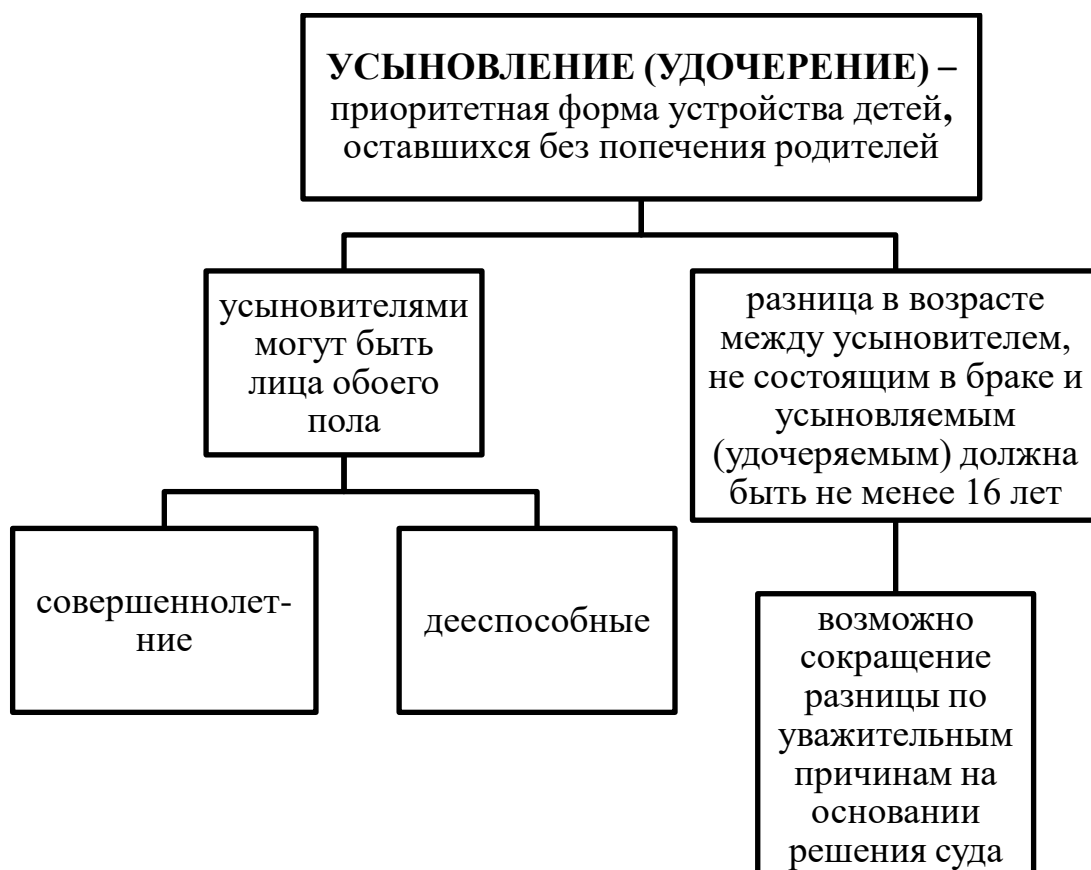 УСЫНОВЛЕНИЕ (УДОЧЕРЕНИЕ) –
приоритетная форма устройства детей,
оставшихся без попечения родителей
усыновителями
могут быть
лица обоего
пола
разница в возрасте
между усыновителем,
не состоящим в браке и
усыновляемым
(удочеряемым) должна
быть не менее 16 лет
совершеннолет-
ние
дееспособные
возможно
сокращение
разницы по
уважительным
причинам на
основании
решения суда